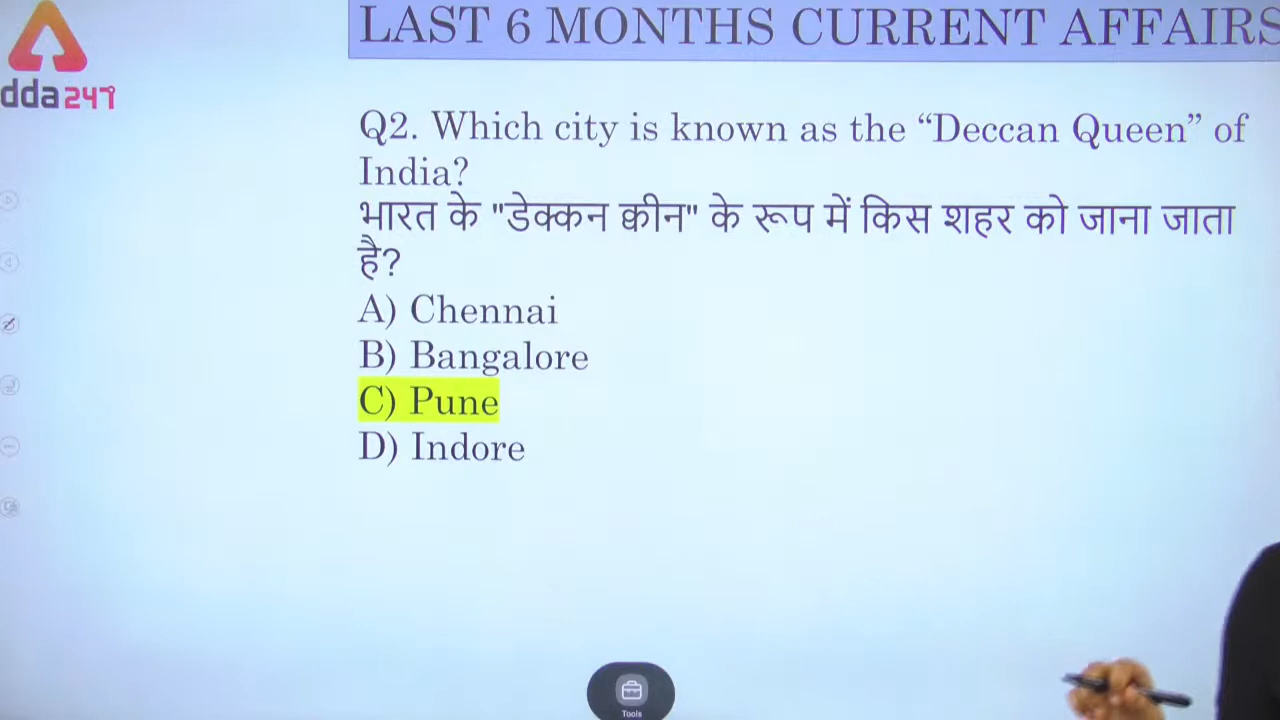 LAST 6 MONTHS CURRENT AFFAIRS
dda247
Q2. Which city is known as the “Deccan Queen” of
India?
भारत के "डेक्कन क्वीन" के रूप में किस शहर को जाना जाता
है?
A) Chennai
B) Bangalore
C) Pune
D) Indore
Tools